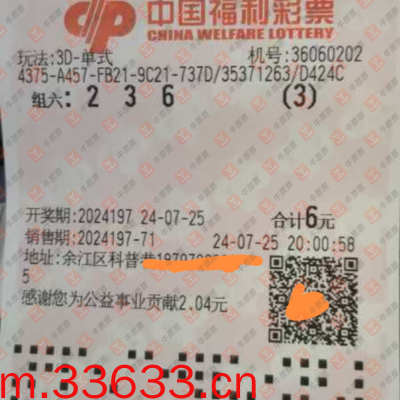 中国福利彩票
CHINA WELFARE LOTTERY
玩法:3D-单式 机号:36060202
4375-A457-FB21-9C21-737D/35371263/D424C
组六: 2 3 6 (3)
开奖期:2024197 24-07-25 合计6元
销售期:2024197-71 24-07-25 20:00:58
地址:余江区科普巷
5
感谢您为公益事业贡献2.04元
m.33633.cn